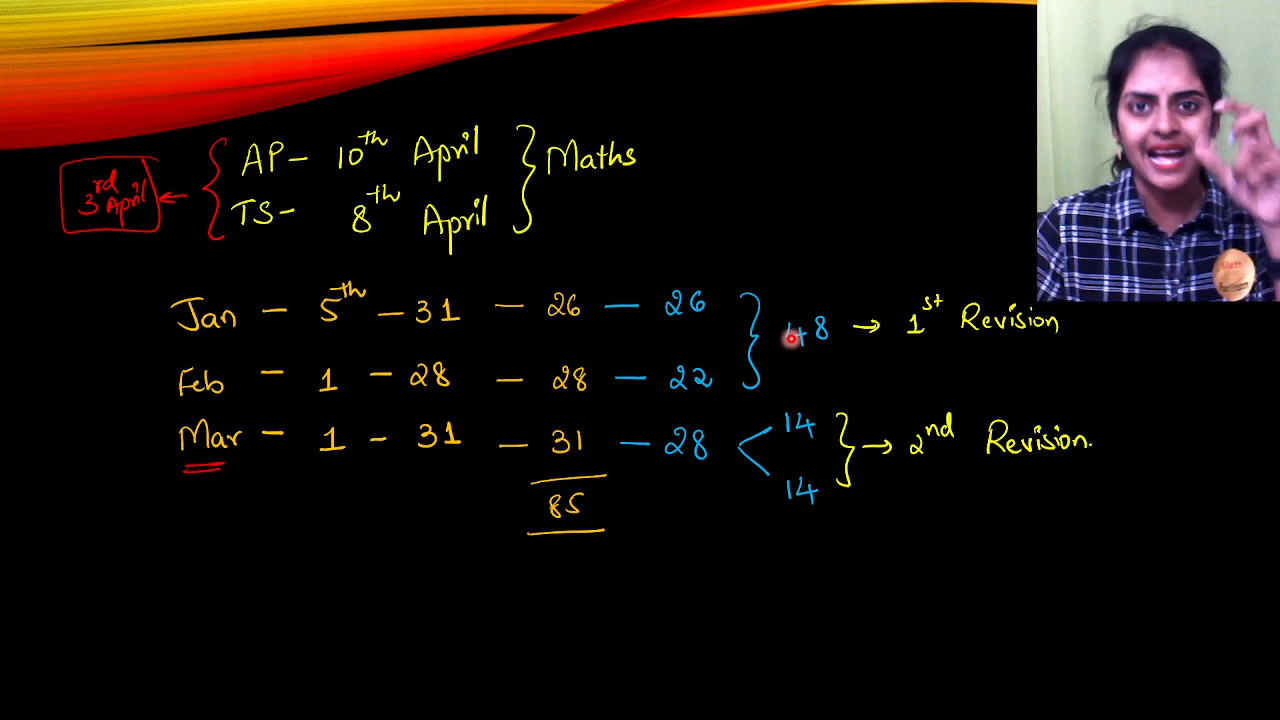 AP - 10th April } Maths
3rd April ← { TS - 8th April
Jan - 5th - 31 - 26 - 26
48 → 1st Revision
Feb - 1 - 28 - 28 - 22
Mar - 1 - 31 - 31 - 28 < 14
14 } → 2nd Revision.
85